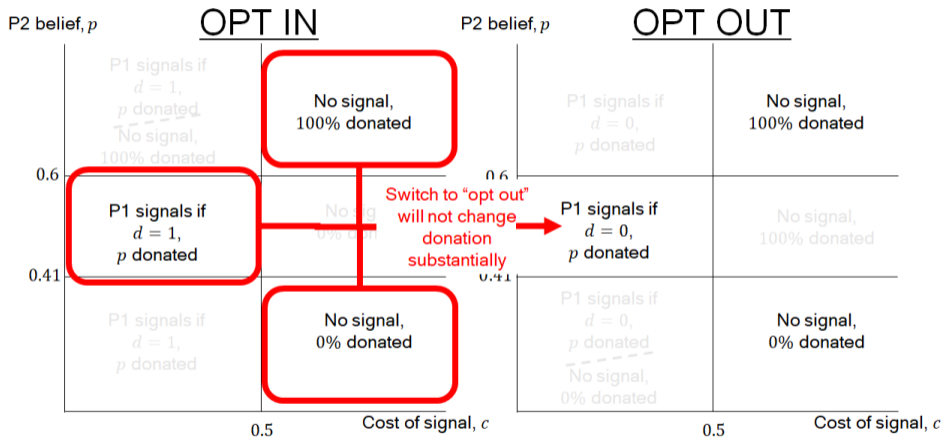 P2 belief, p
OPT IN
P1 signals if
d = 1,
p donated
No signal,
100% donated
No signal,
100% donated
0.6
P1 signals if
d = 1,
p donated
No sig
0% don
0.41
P1 signals if
d = 1,
p donated
No signal,
0% donated
0.5
Cost of signal, c
Switch to “opt out”
will not change
donation
substantially
P2 belief, p
OPT OUT
P1 signals if
d = 0,
p donated
No signal,
100% donated
0.6
P1 signals if
d = 0,
p donated
No signal,
100% donated
0.41
P1 signals if
d = 0,
p donated
No signal,
0% donated
No signal,
0% donated
0.5
Cost of signal, c